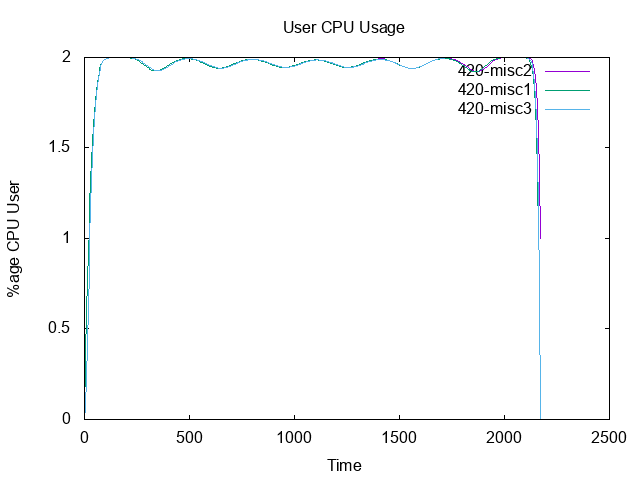 User CPU Usage
2
1.5
1
0.5
0
%age CPU User
420-misc2
420-misc1
420-misc3
0 500 1000 1500 2000 2500
Time